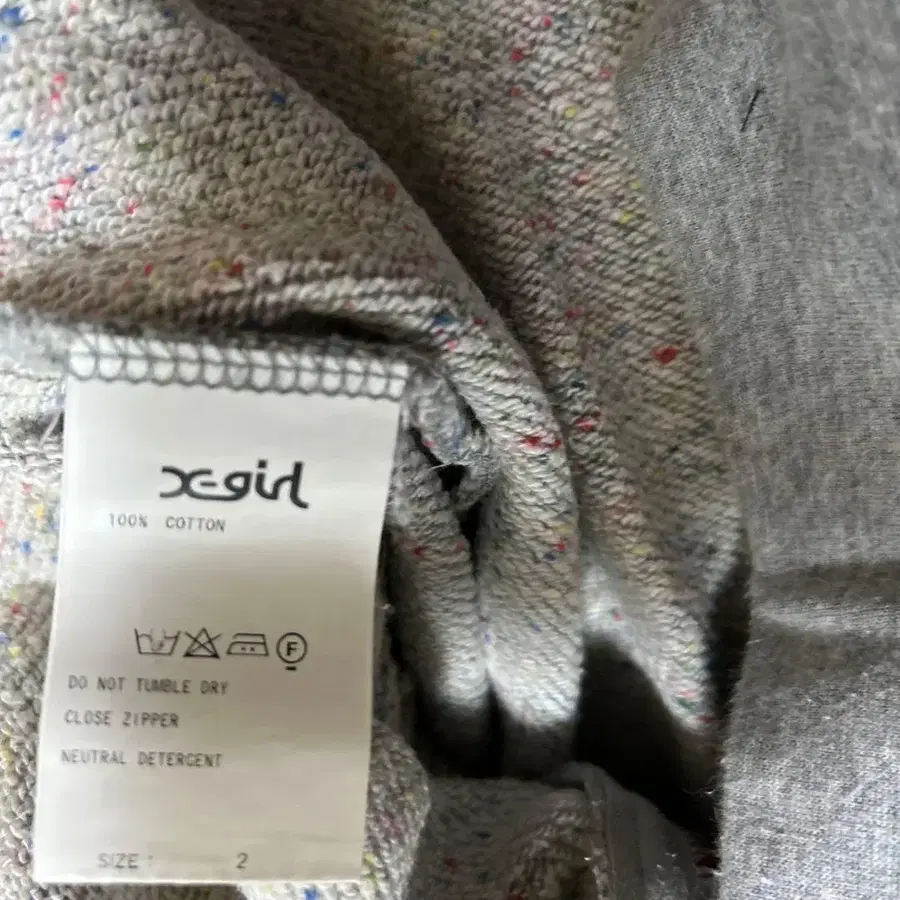 X-girl
100% COTTON
F
DO NOT TUMBLE DRY
CLOSE ZIPPER
NEUTRAL DETERGENT
SIZE : 2